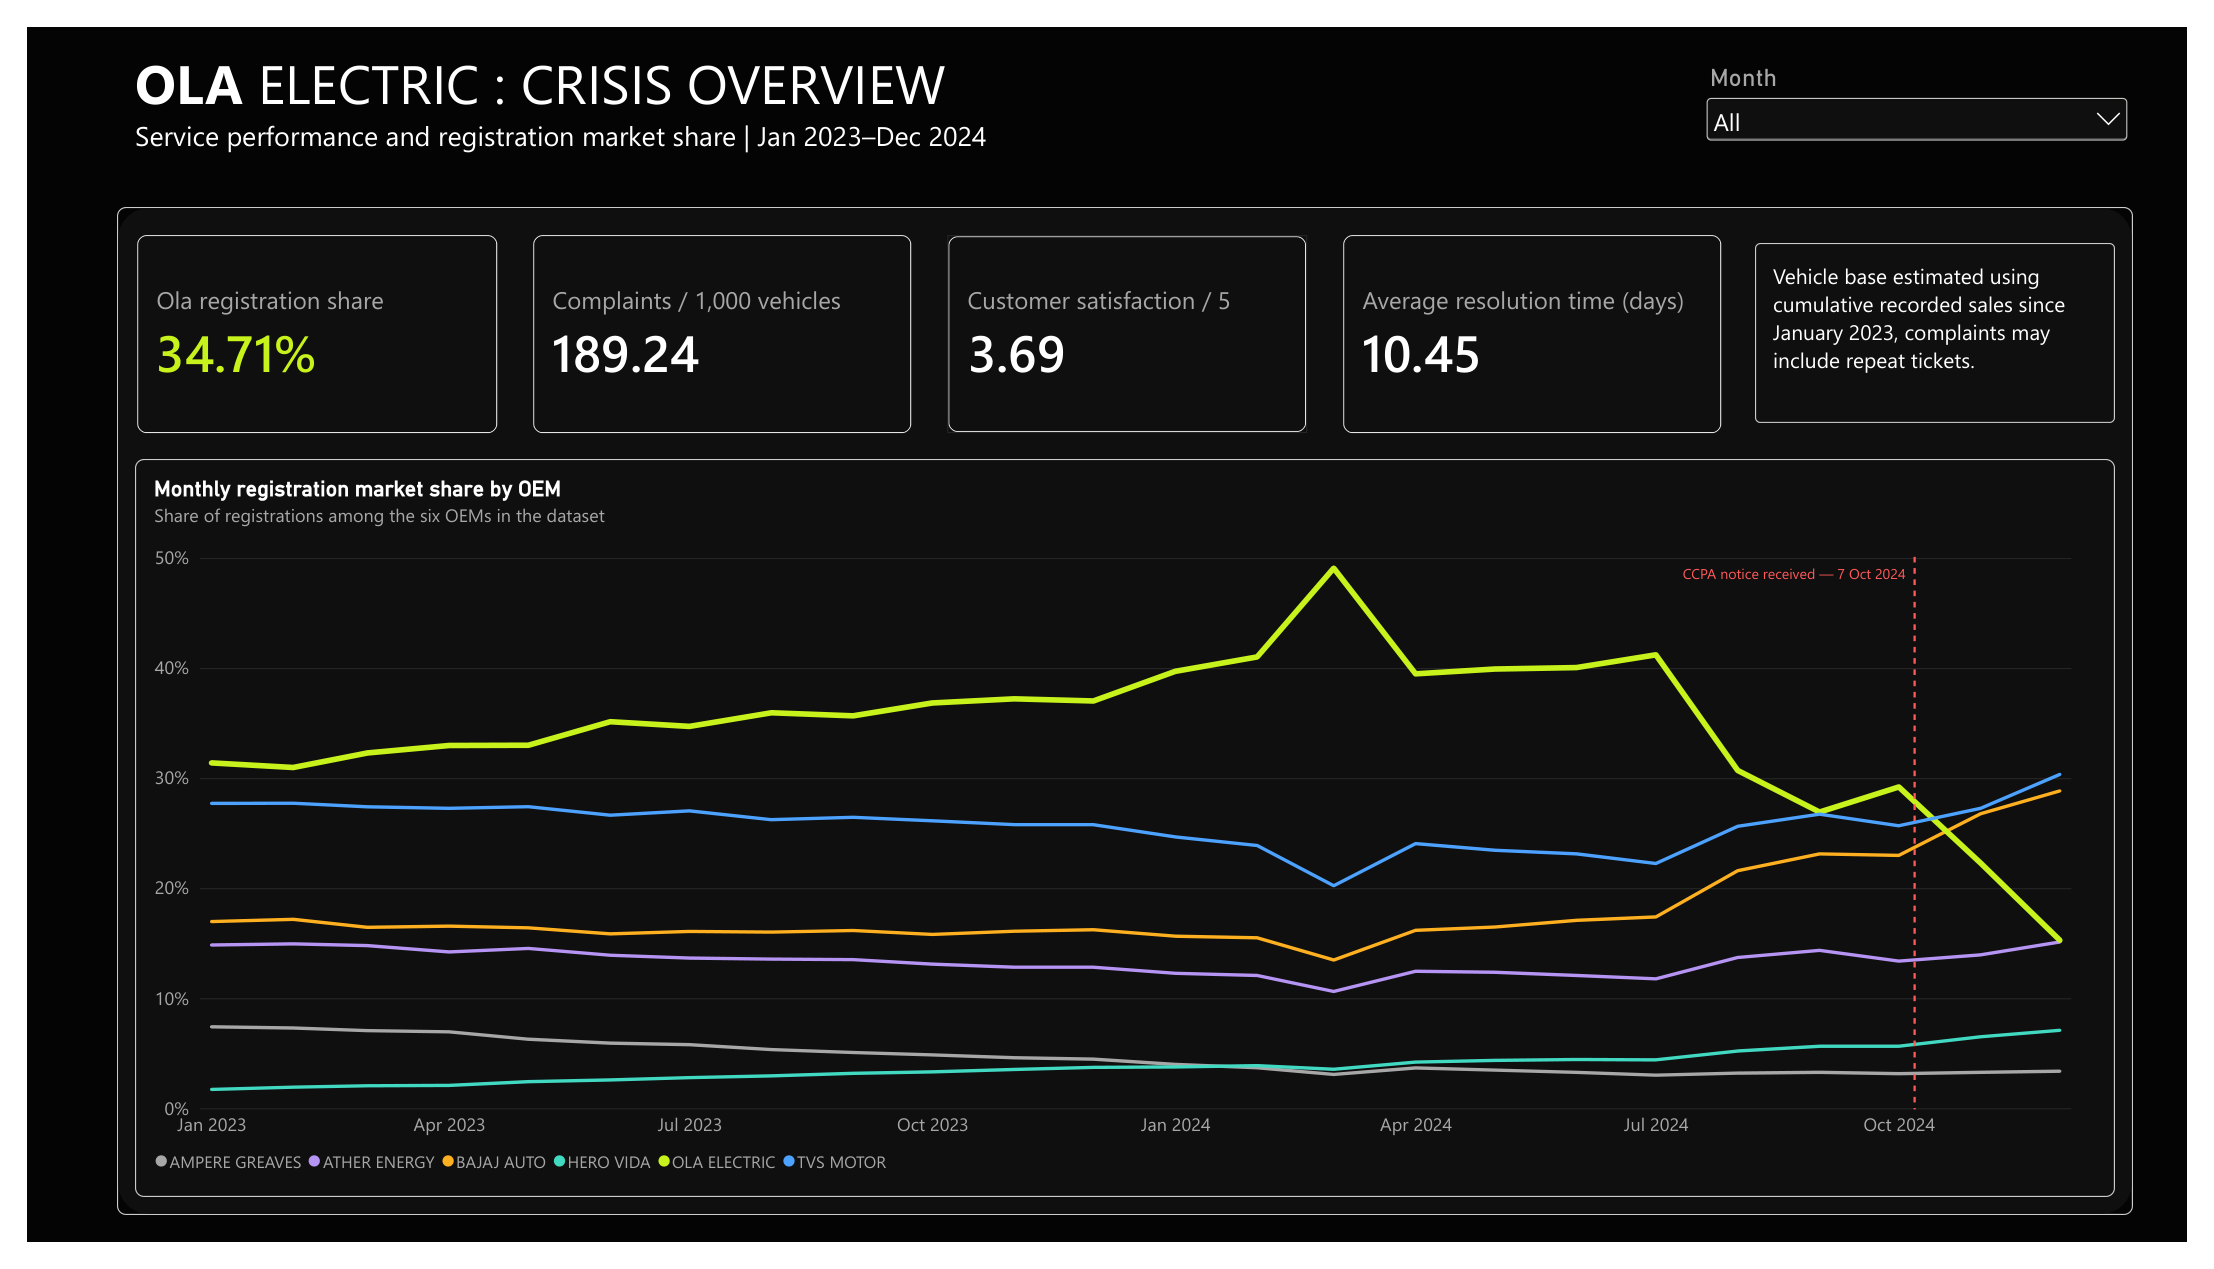 OLA ELECTRIC : CRISIS OVERVIEW
Service performance and registration market share | Jan 2023–Dec 2024
Month
All
Ola registration share
34.71%
Complaints / 1,000 vehicles
189.24
Customer satisfaction / 5
3.69
Average resolution time (days)
10.45
Vehicle base estimated using
cumulative recorded sales since
January 2023, complaints may
include repeat tickets.
Monthly registration market share by OEM
Share of registrations among the six OEMs in the dataset
50%
CCPA notice received — 7 Oct 2024
40%
30%
20%
10%
0%
Jan 2023 Apr 2023 Jul 2023 Oct 2023 Jan 2024 Apr 2024 Jul 2024 Oct 2024
AMPERE GREAVES ATHER ENERGY BAJAJ AUTO HERO VIDA OLA ELECTRIC TVS MOTOR